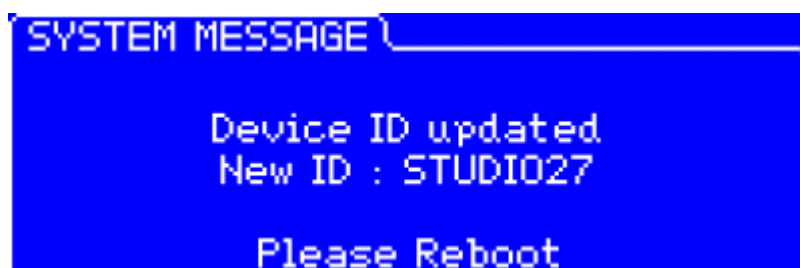 SYSTEM MESSAGE
Device ID updated
New ID : STUDIO27
Please Reboot